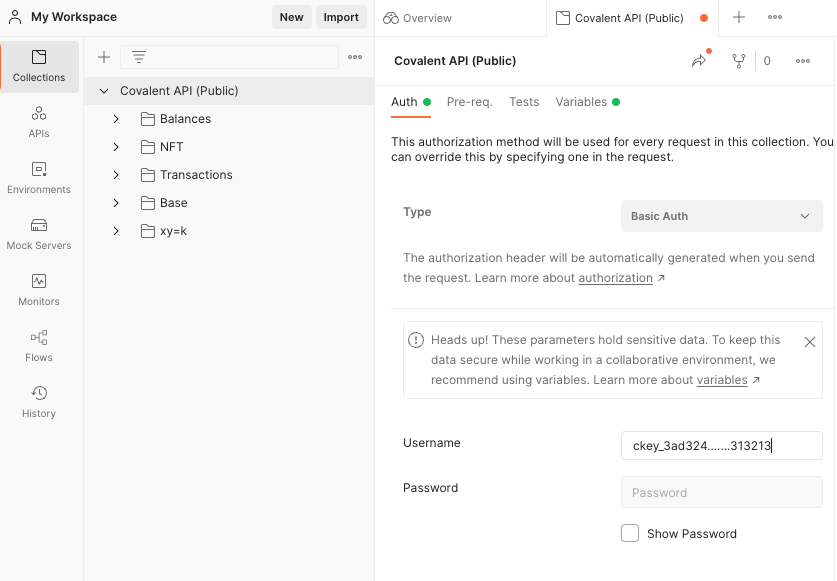 My Workspace
New
Import
Overview
Covalent API (Public)
Collections
APIs
Environments
Mock Servers
Monitors
Flows
History
Covalent API (Public)
Balances
NFT
Transactions
Base
xy=k
Covalent API (Public)
0
Auth
Pre-req.
Tests
Variables
This authorization method will be used for every request in this collection. You
can override this by specifying one in the request.
Type
Basic Auth
The authorization header will be automatically generated when you send
the request. Learn more about authorization ↗
Heads up! These parameters hold sensitive data. To keep this
data secure while working in a collaborative environment, we
recommend using variables. Learn more about variables ↗
Username
ckey_3ad324.......313213
Password
Password
Show Password